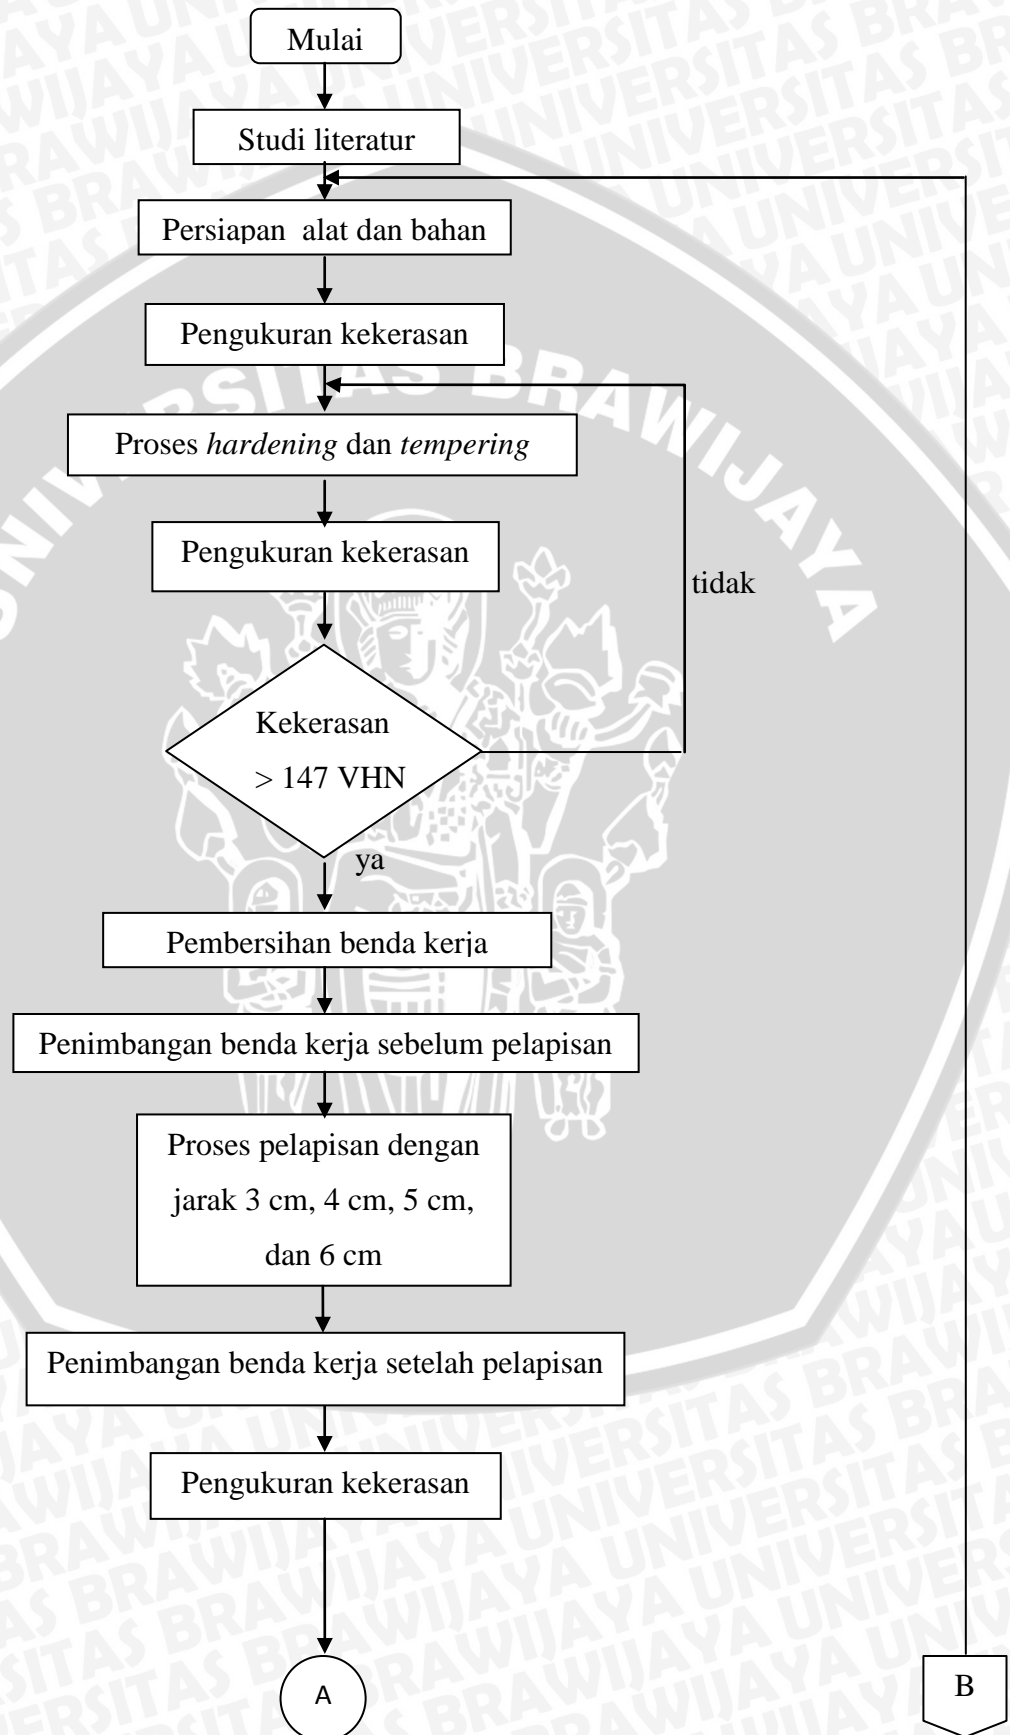 Mulai
Studi literatur
Persiapan alat dan bahan
Pengukuran kekerasan
UNIVERSITAS BRAWIJAYA
Proses hardening dan tempering
Pengukuran kekerasan
tidak
Kekerasan
> 147 VHN
ya
Pembersihan benda kerja
Penimbangan benda kerja sebelum pelapisan
Proses pelapisan dengan
jarak 3 cm, 4 cm, 5 cm,
dan 6 cm
Penimbangan benda kerja setelah pelapisan
Pengukuran kekerasan
A
B